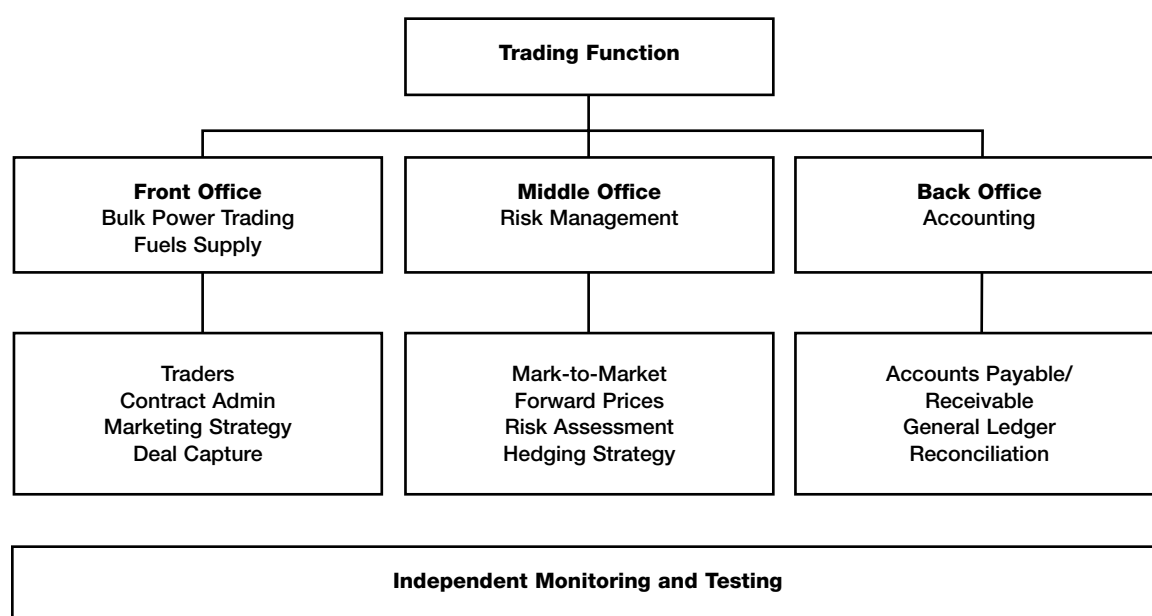 Trading Function
Front Office
Bulk Power Trading
Fuels Supply
Middle Office
Risk Management
Back Office
Accounting
Traders
Contract Admin
Marketing Strategy
Deal Capture
Mark-to-Market
Forward Prices
Risk Assessment
Hedging Strategy
Accounts Payable/
Receivable
General Ledger
Reconciliation
Independent Monitoring and Testing